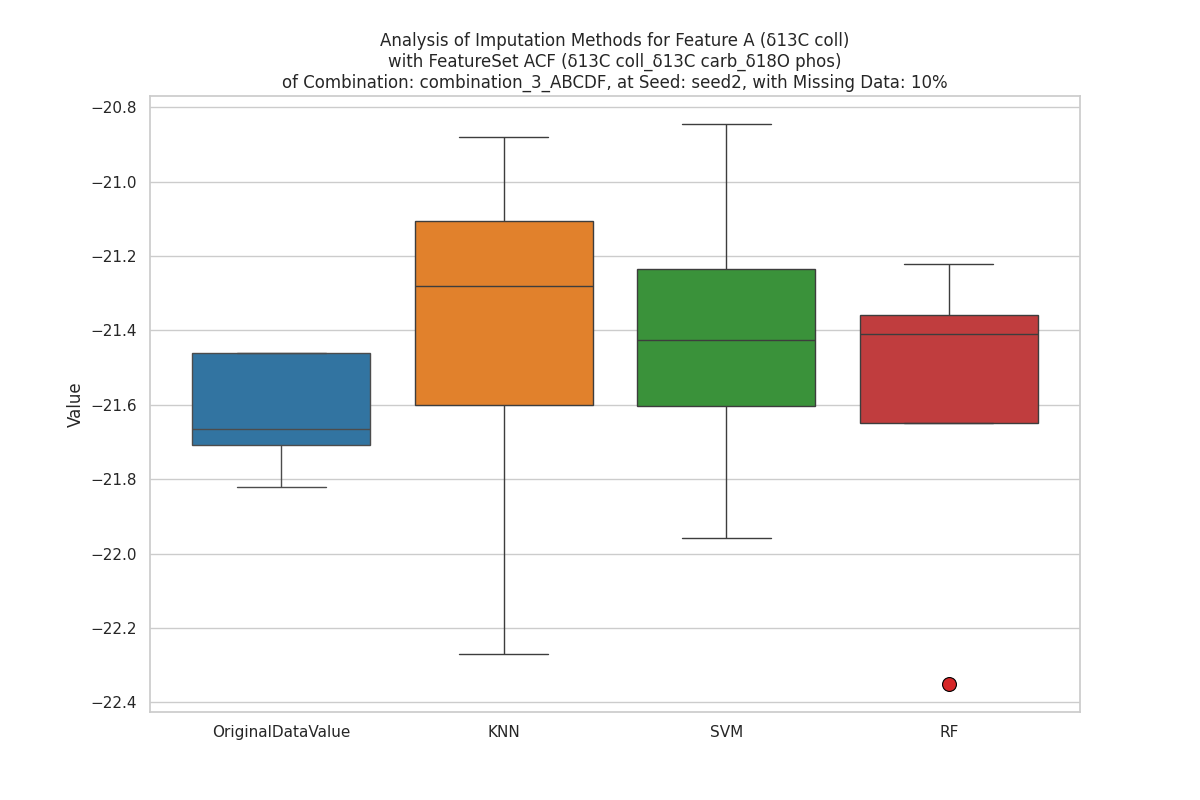 Analysis of Imputation Methods for Feature A (δ13C coll)
with FeatureSet ACF (δ13C coll_δ13C carb_δ18O phos)
of Combination: combination_3_ABCDF, at Seed: seed2, with Missing Data: 10%
−20.8
−21.0
−21.2
−21.4
−21.6
−21.8
−22.0
−22.2
−22.4
Value
OriginalDataValue
KNN
SVM
RF